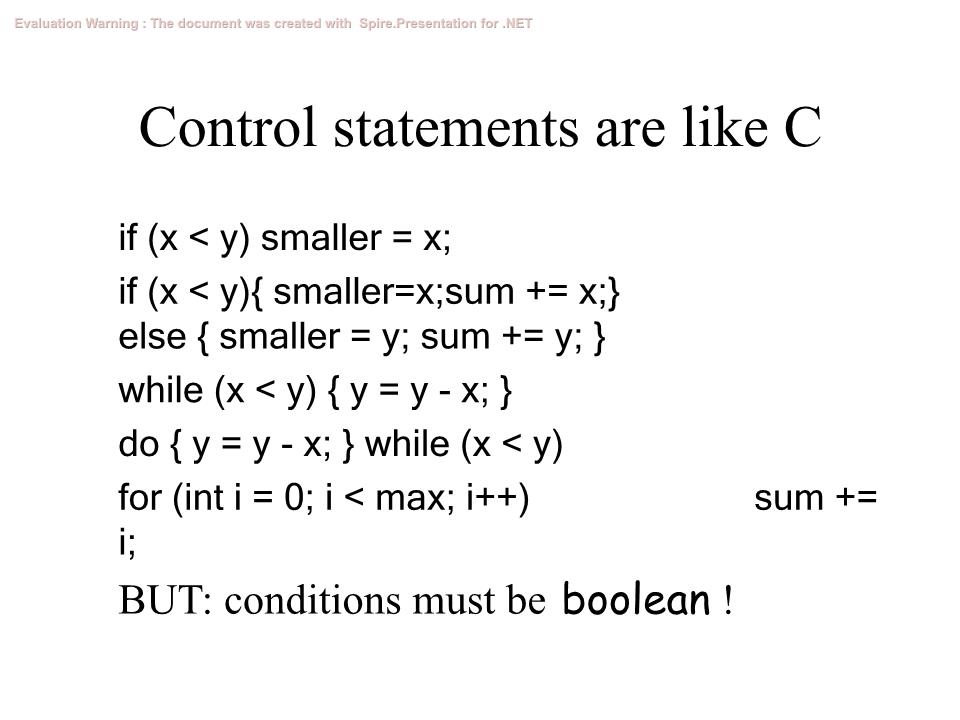 Evaluation Warning : The document was created with  Spire.Presentation for .NET
Control statements are like C
if (x < y) smaller = x;
if (x < y){ smaller=x;sum += x;}
else { smaller = y; sum += y; }
while (x < y) { y = y - x; }
do { y = y - x; } while (x < y)
for (int i = 0; i < max; i++) sum +=
i;
BUT: conditions must be boolean !